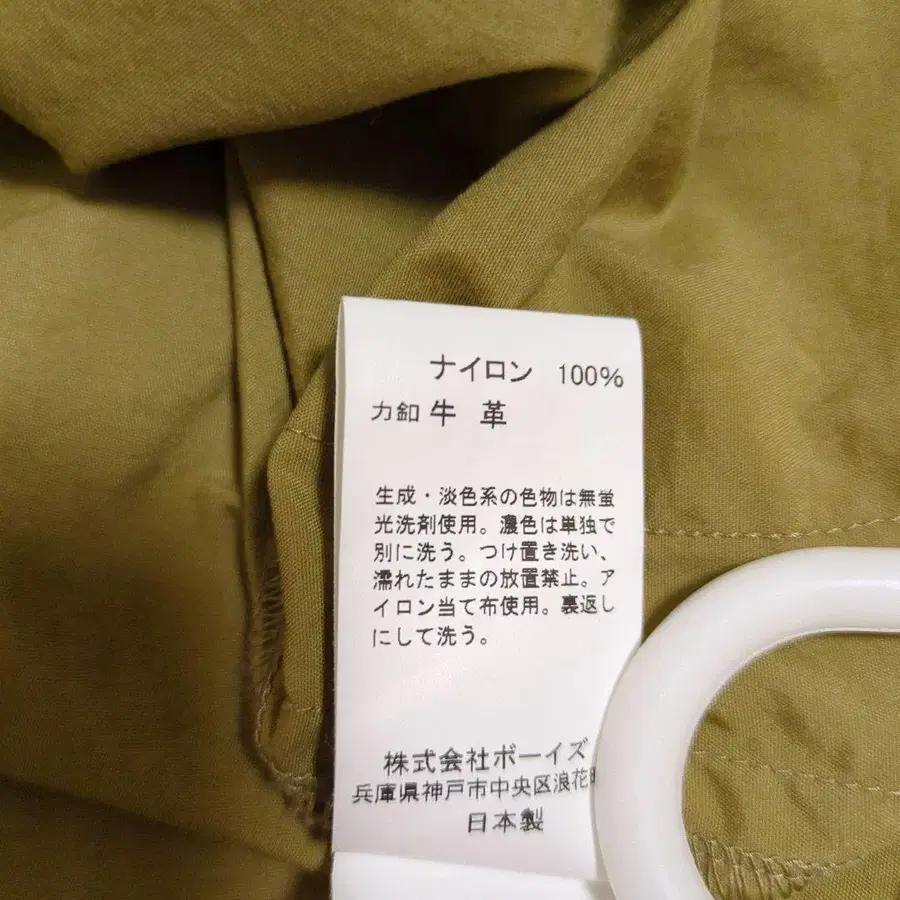 ナイロン 100%
力釦 牛 革
生成・淡色系の色物は無蛍
光洗剤使用。濃色は単独で
別に洗う。つけ置き洗い、
濡れたままの放置禁止。ア
イロン当て布使用。裏返し
にして洗う。
株式会社ボーイズ
兵庫県神戸市中央区浪花
日本製